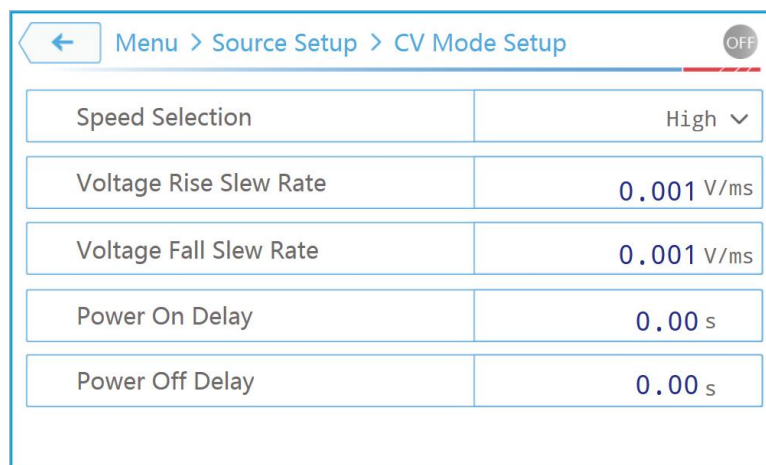 Menu > Source Setup > CV Mode Setup OFF
Speed Selection High
Voltage Rise Slew Rate 0.001 V/ms
Voltage Fall Slew Rate 0.001 V/ms
Power On Delay 0.00 s
Power Off Delay 0.00 s